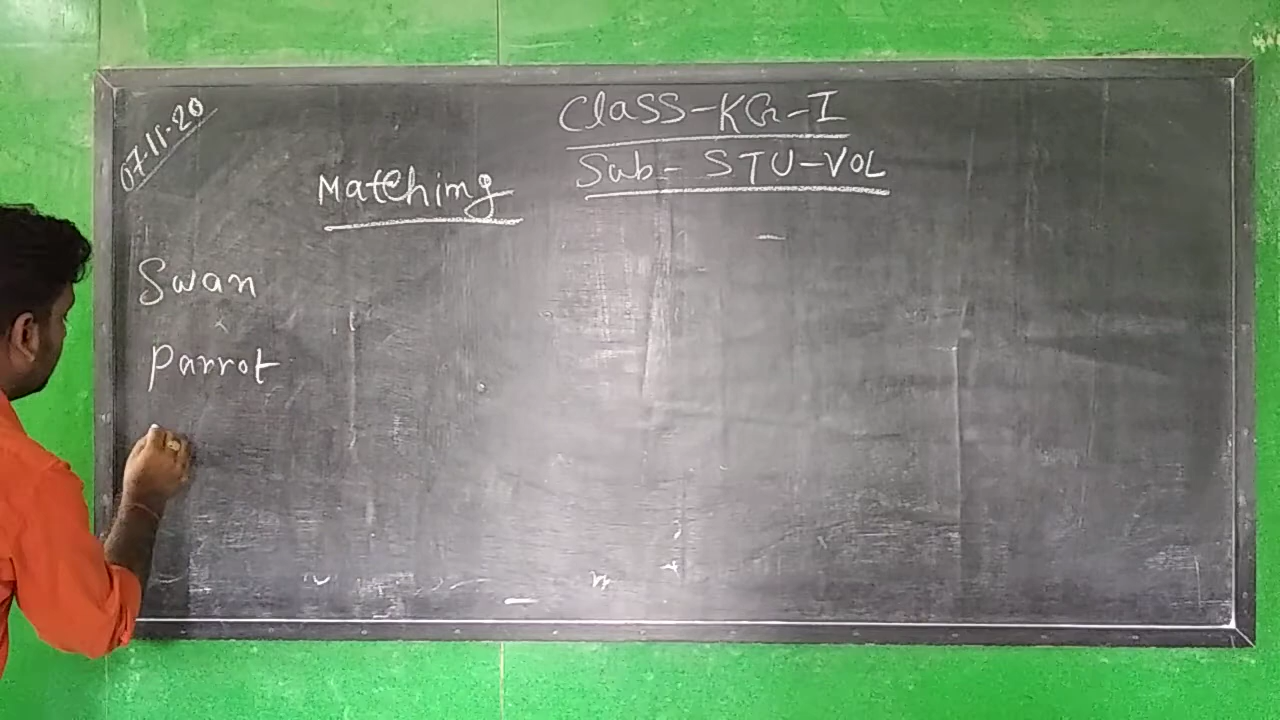 07.11.20
Class-KG-I
Sub- STU-VOL
Matching
Swan
Parrot